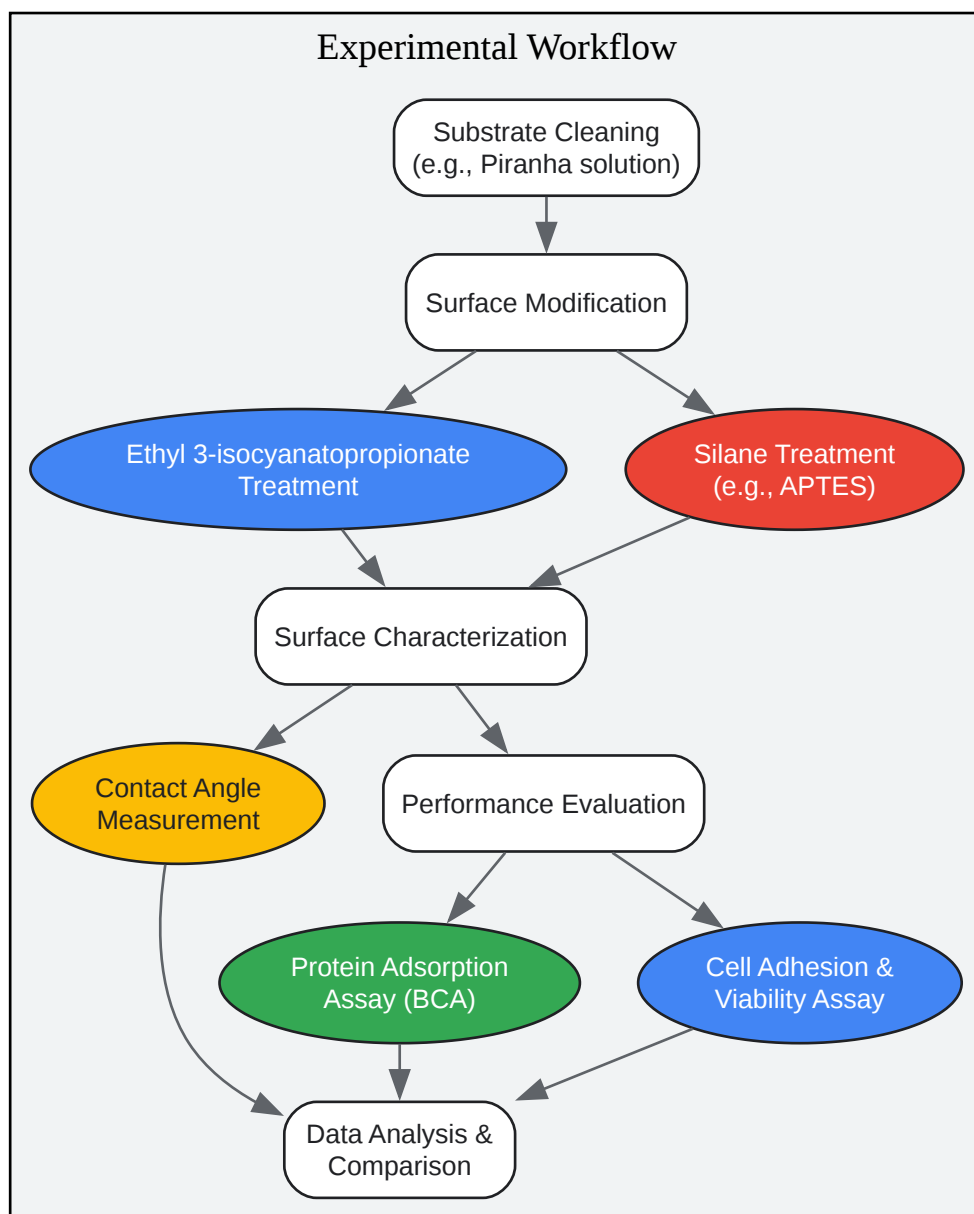 Experimental Workflow
Substrate Cleaning
(e.g., Piranha solution)
Surface Modification
Ethyl 3-isocyanatopropionate
Treatment
Silane Treatment
(e.g., APTES)
Surface Characterization
Contact Angle
Measurement
Performance Evaluation
Protein Adsorption
Assay (BCA)
Cell Adhesion &
Viability Assay
Data Analysis &
Comparison